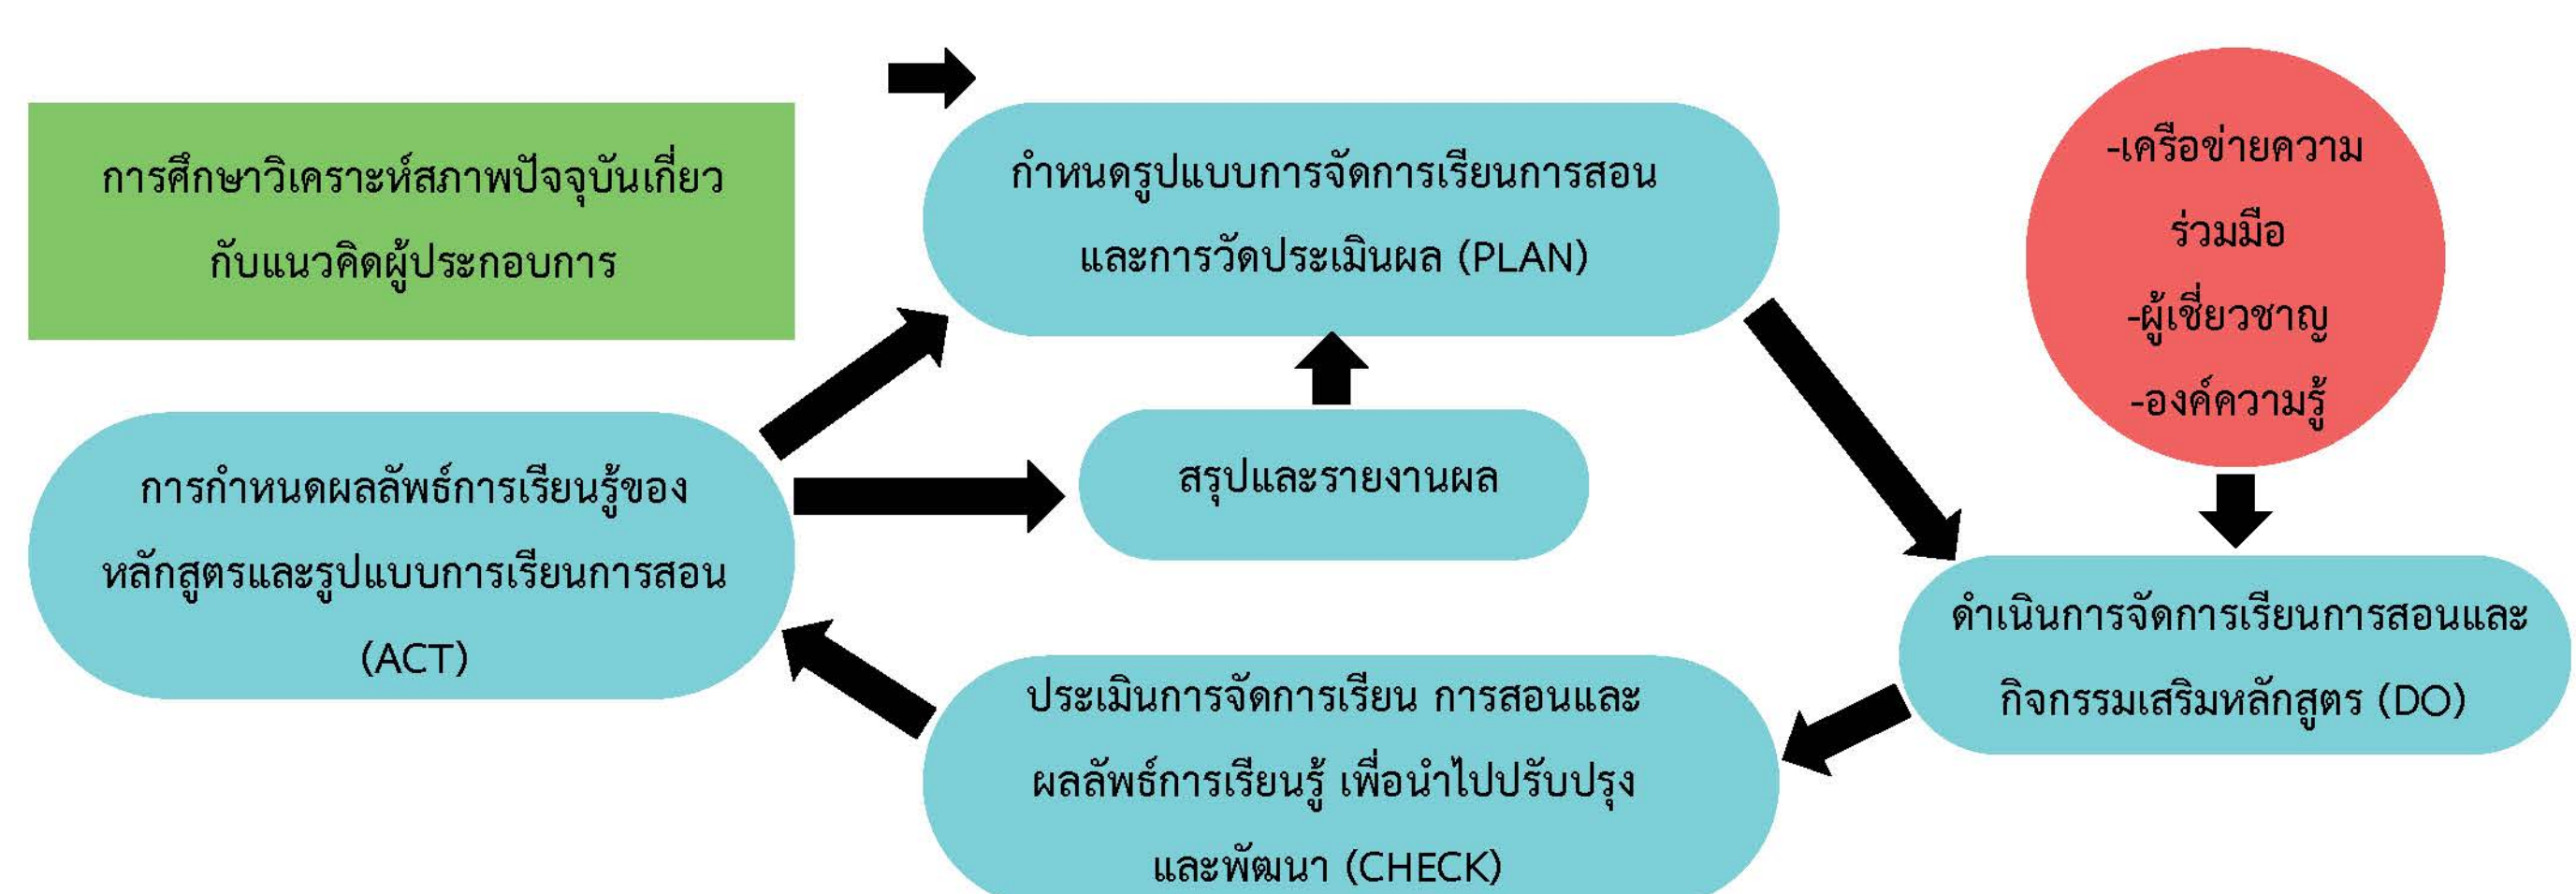 การศึกษาวิเคราะห์สภาพปัจจุบันเกี่ยว
กับแนวคิดผู้ประกอบการ
กำหนดรูปแบบการจัดการเรียนการสอน
และการวัดประเมินผล (PLAN)
-เครือข่ายความ
ร่วมมือ
-ผู้เชี่ยวชาญ
-องค์ความรู้
การกำหนดผลลัพธ์การเรียนรู้ของ
หลักสูตรและรูปแบบการเรียนการสอน
(ACT)
สรุปและรายงานผล
ดำเนินการจัดการเรียนการสอนและ
กิจกรรมเสริมหลักสูตร (DO)
ประเมินการจัดการเรียน การสอนและ
ผลลัพธ์การเรียนรู้ เพื่อนำไปปรับปรุง
และพัฒนา (CHECK)